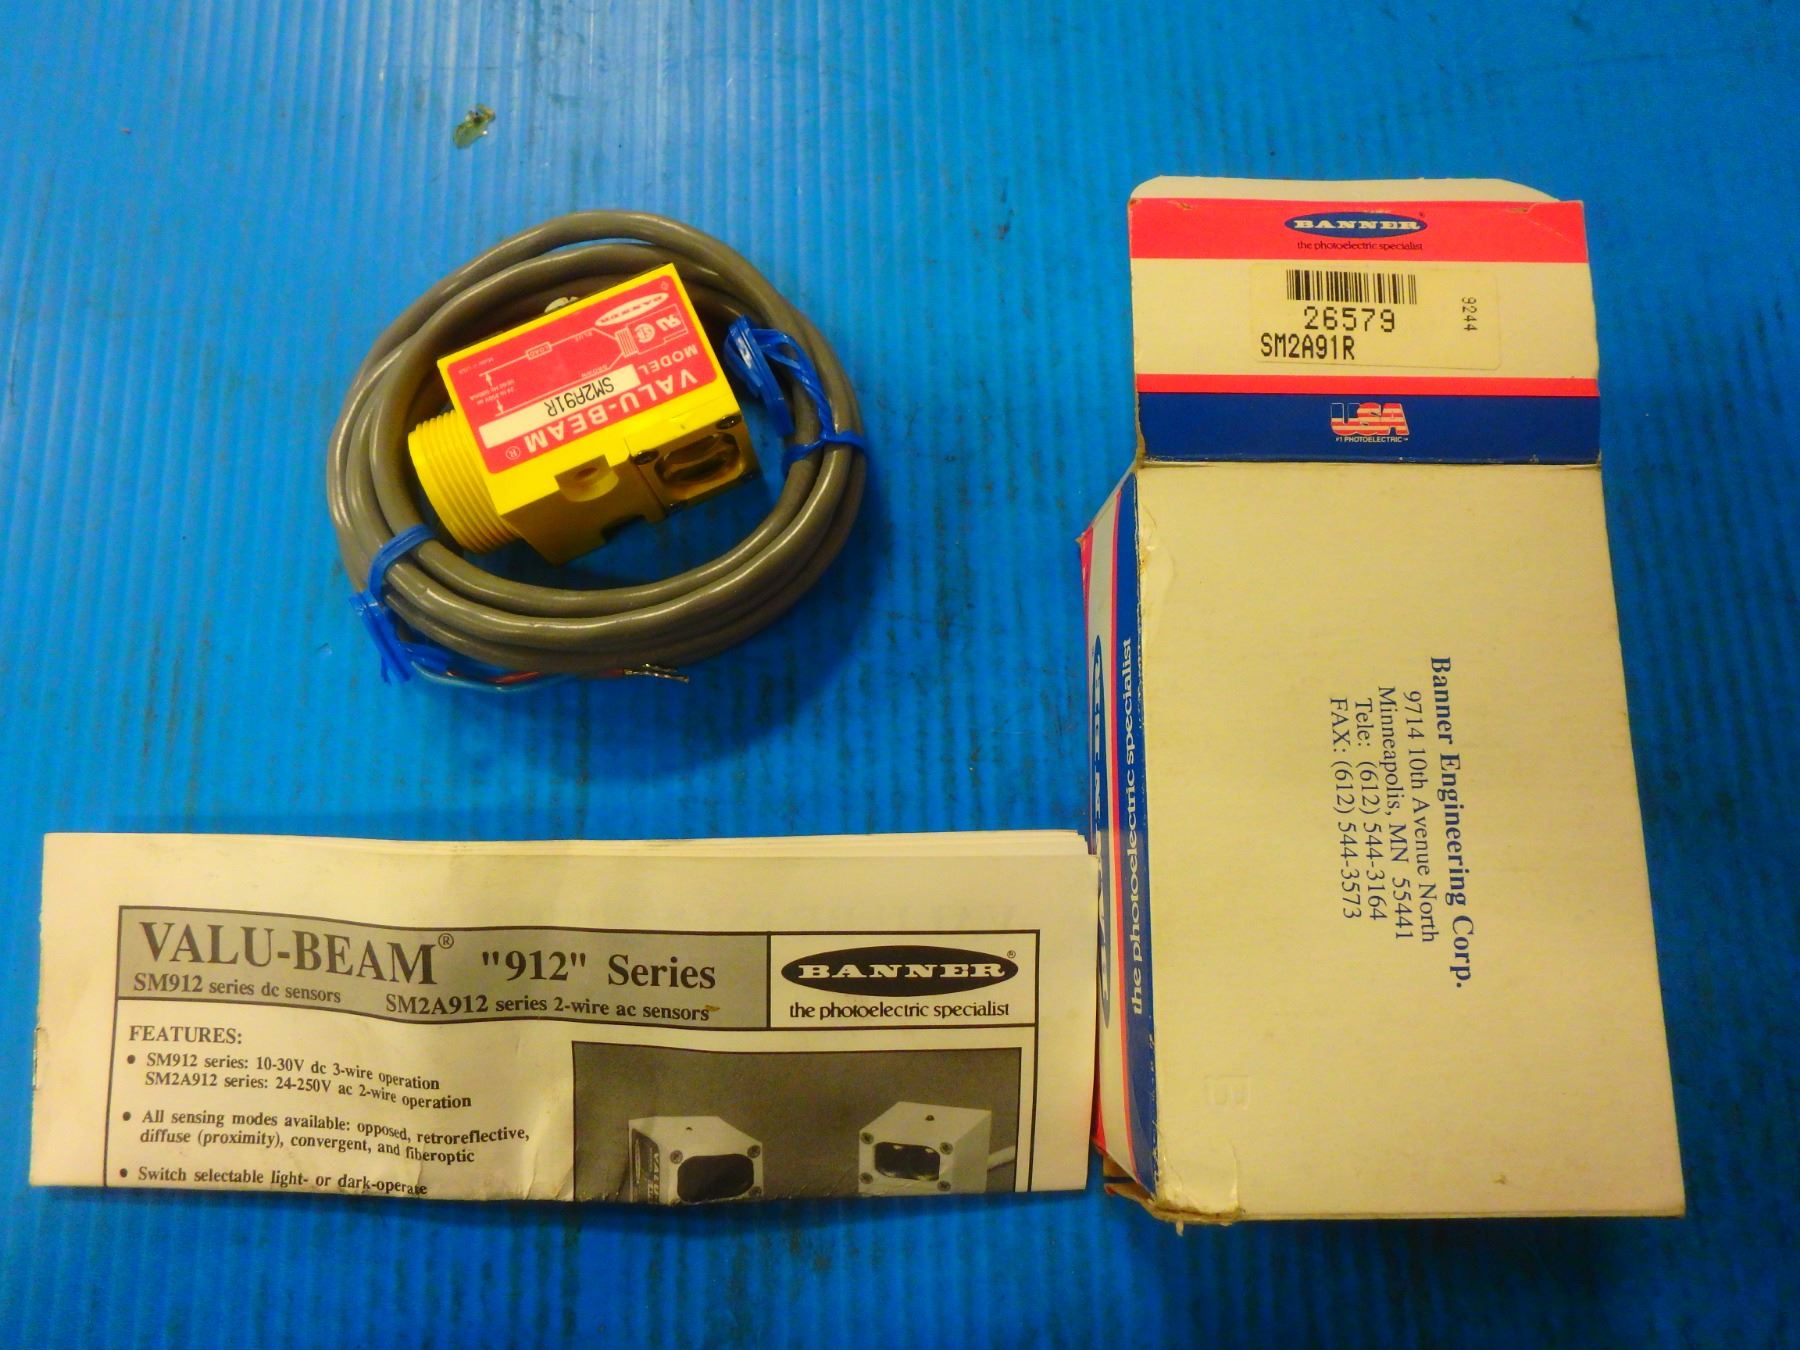 BANNER
VALU-BEAM®
MODEL
SM2A91R
LOAD
BANNER®
the photoelectric specialist
26579
9244
SM2A91R
USA
#1 PHOTOELECTRIC™
the photoelectric specialist
Banner Engineering Corp.
9714 10th Avenue North
Minneapolis, MN 55441
Tele: (612) 544-3164
FAX: (612) 544-3573
VALU-BEAM® "912" Series
SM912 series dc sensors SM2A912 series 2-wire ac sensors
BANNER®
the photoelectric specialist
FEATURES:
• SM912 series: 10-30V dc 3-wire operation
SM2A912 series: 24-250V ac 2-wire operation
• All sensing modes available: opposed, retroreflective,
diffuse (proximity), convergent, and fiberoptic
• Switch selectable light- or dark-operate